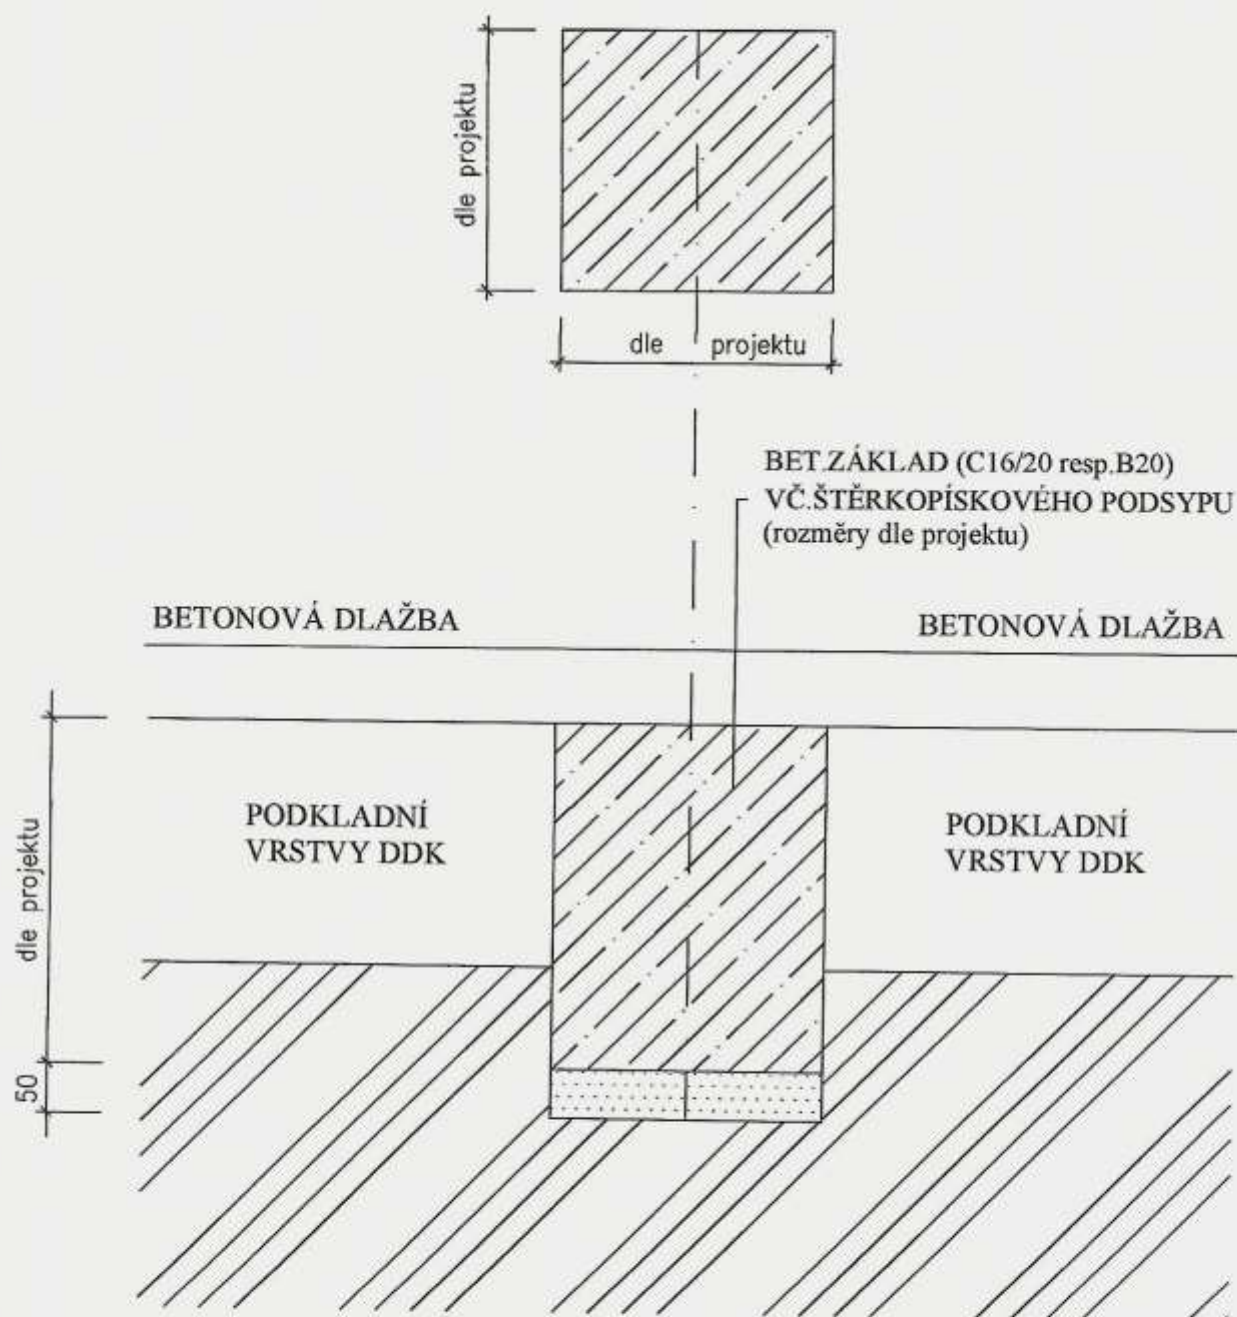 dle projektu
dle projektu
BET.ZÁKLAD (C16/20 resp.B20)
VČ.ŠTĚRKOPÍSKOVÉHO PODSYPU
(rozměry dle projektu)
BETONOVÁ DLAŽBA
BETONOVÁ DLAŽBA
dle projektu
PODKLADNÍ
VRSTVY DDK
PODKLADNÍ
VRSTVY DDK
50